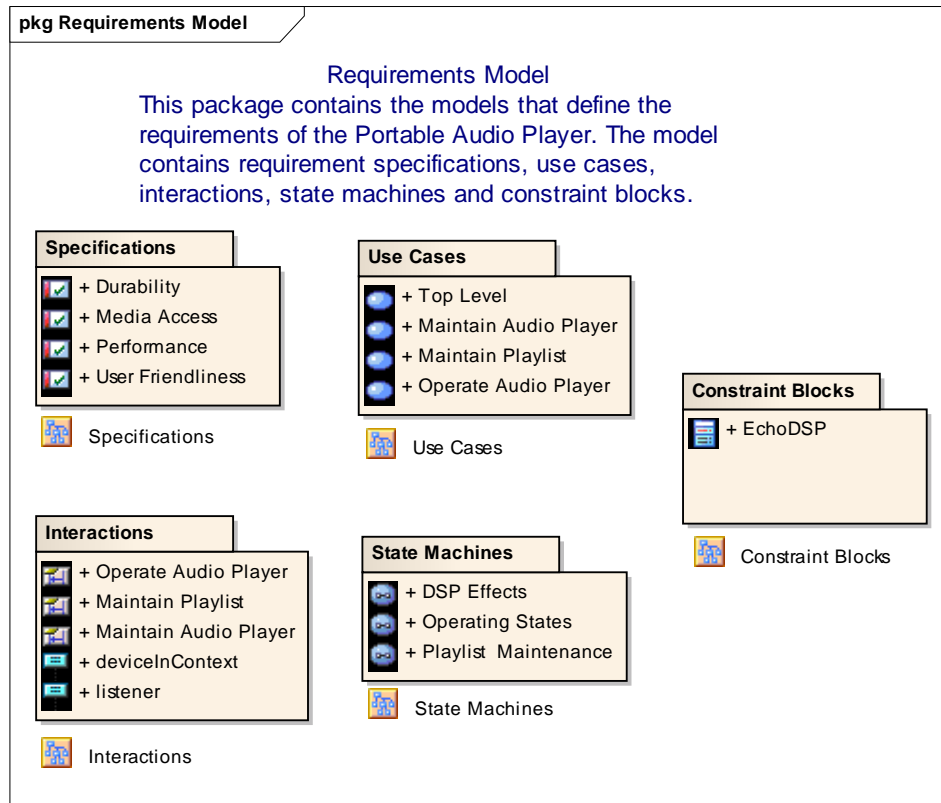 pkg Requirements Model
Requirements Model
This package contains the models that define the
requirements of the Portable Audio Player. The model
contains requirement specifications, use cases,
interactions, state machines and constraint blocks.
Specifications
+ Durability
+ Media Access
+ Performance
+ User Friendliness
Specifications
Use Cases
+ Top Level
+ Maintain Audio Player
+ Maintain Playlist
+ Operate Audio Player
Use Cases
Constraint Blocks
+ EchoDSP
Constraint Blocks
Interactions
+ Operate Audio Player
+ Maintain Playlist
+ Maintain Audio Player
+ deviceInContext
+ listener
Interactions
State Machines
+ DSP Effects
+ Operating States
+ Playlist Maintenance
State Machines